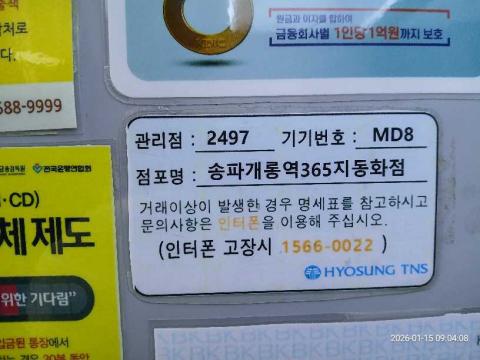 원금과 이자를 합하여
금융회사별 1인당 1억원까지 보호
588-9999
관리점 : 2497 기기번호 : MD8
점포명 : 송파개롱역365지동화점
거래이상이 발생한 경우 명세표를 참고하시고
문의사항은 인터폰을 이용해 주십시오.
(인터폰 고장시 1566-0022 )
HYOSUNG TNS
전국은행연합회
·CD)
체 제도
위한 기다림"
입금된 통장에서
2026-01-15 09:04:08